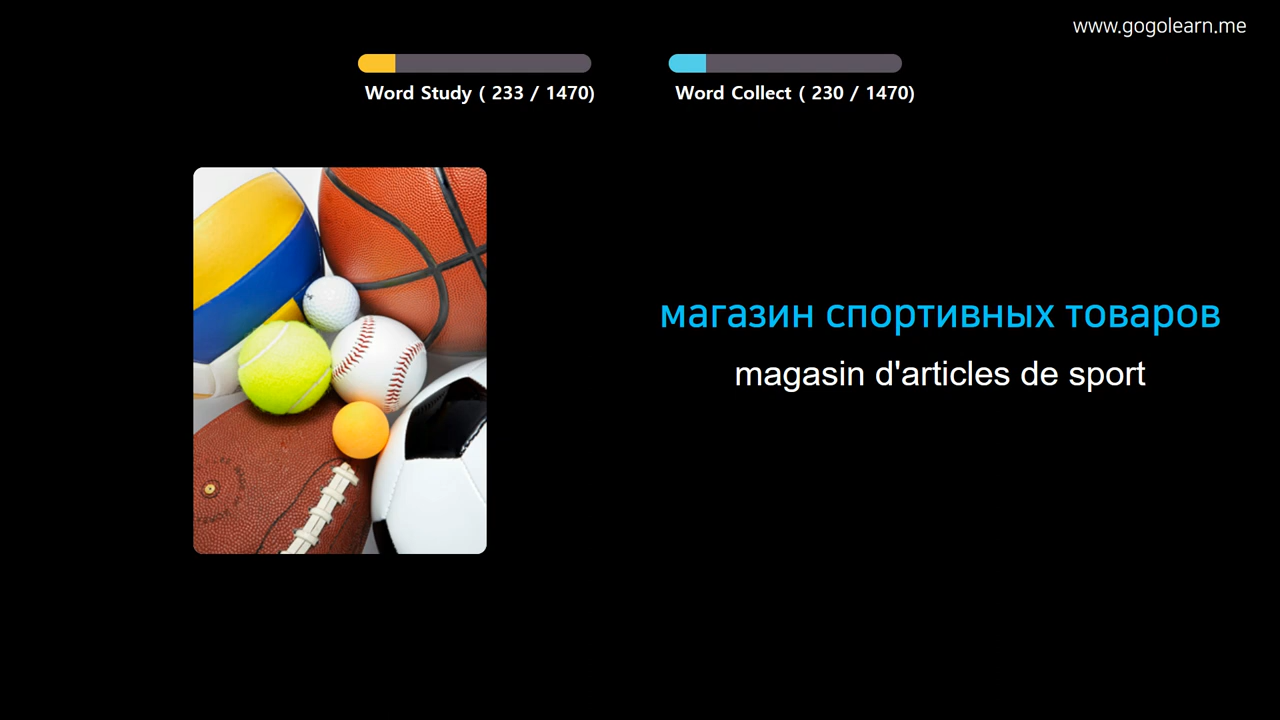 www.gogolearn.me
Word Study ( 233 / 1470)
Word Collect ( 230 / 1470)
магазин спортивных товаров
magasin d'articles de sport